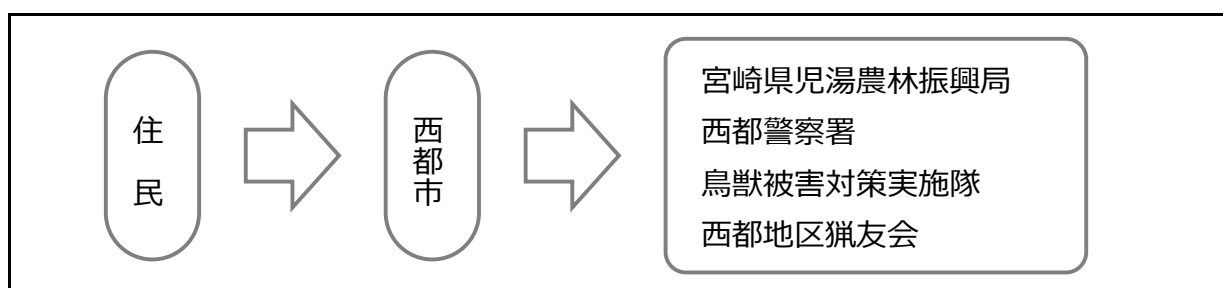 住民
西都市
宮崎県児湯農林振興局
西都警察署
鳥獣被害対策実施隊
西都地区猟友会